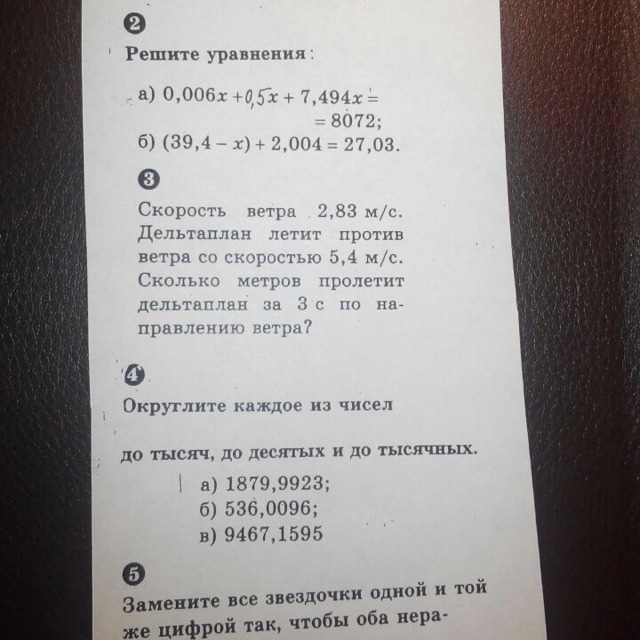 2
Решите уравнения:
а) 0,006x + 0,5x + 7,494x =
= 8072;
б) (39,4 – x) + 2,004 = 27,03.
3
Скорость ветра 2,83 м/с.
Дельтаплан летит против
ветра со скоростью 5,4 м/с.
Сколько метров пролетит
дельтаплан за 3 с по на-
правлению ветра?
4
Округлите каждое из чисел
до тысяч, до десятых и до тысячных.
а) 1879,9923;
б) 536,0096;
в) 9467,1595
5
Замените все звездочки одной и той
же цифрой так, чтобы оба нера-